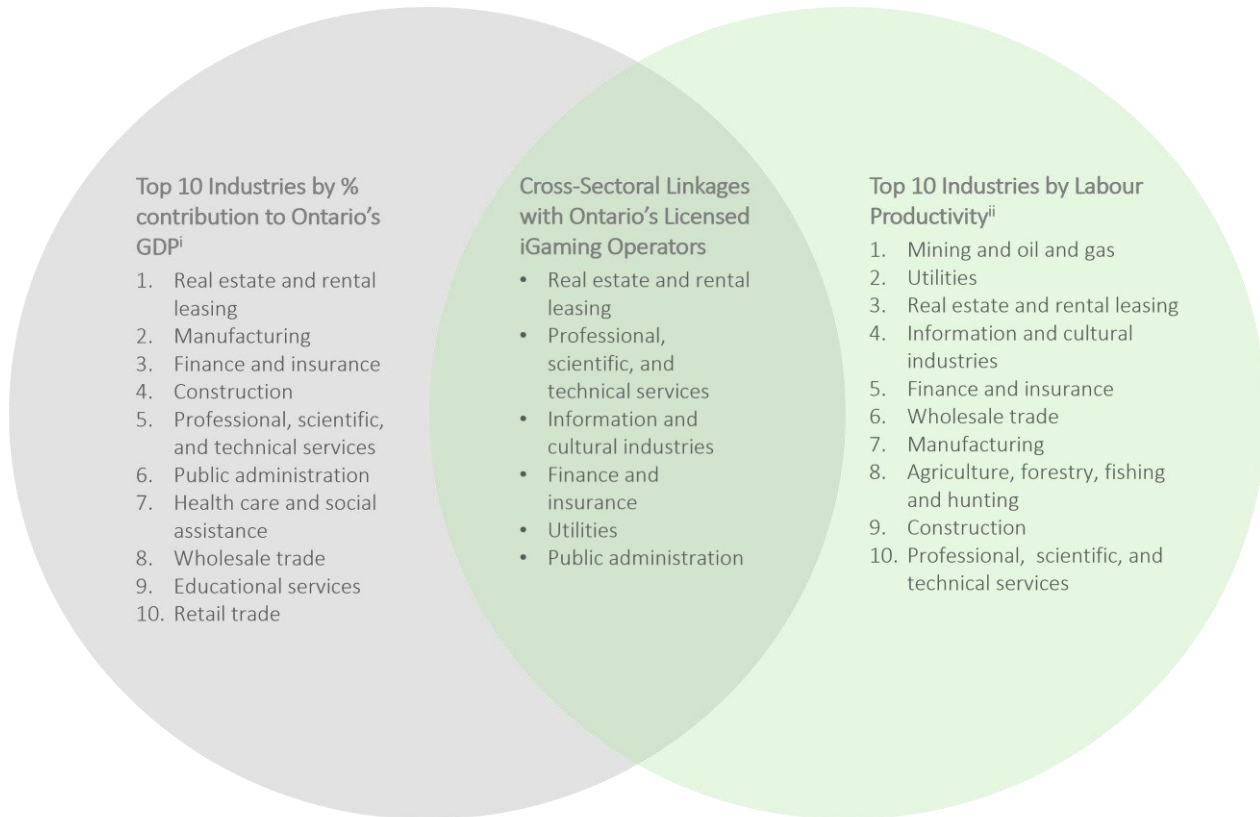 Top 10 Industries by %
contribution to Ontario's
GDPⁱ
1. Real estate and rental
leasing
2. Manufacturing
3. Finance and insurance
4. Construction
5. Professional, scientific,
and technical services
6. Public administration
7. Health care and social
assistance
8. Wholesale trade
9. Educational services
10. Retail trade
Cross-Sectoral Linkages
with Ontario's Licensed
iGaming Operators
• Real estate and rental
leasing
• Professional,
scientific, and
technical services
• Information and
cultural industries
• Finance and
insurance
• Utilities
• Public administration
Top 10 Industries by Labour
Productivityⁱⁱ
1. Mining and oil and gas
2. Utilities
3. Real estate and rental leasing
4. Information and cultural
industries
5. Finance and insurance
6. Wholesale trade
7. Manufacturing
8. Agriculture, forestry, fishing
and hunting
9. Construction
10. Professional, scientific, and
technical services